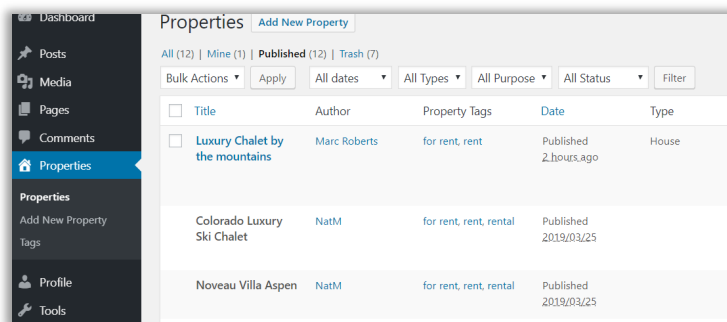 Dashboard
Posts
Media
Pages
Comments
Properties
Properties
Add New Property
Tags
Profile
Tools
Properties Add New Property
All (12) | Mine (1) | Published (12) | Trash (7)
Bulk Actions Apply All dates All Types All Purpose All Status Filter
Title Author Property Tags Date Type
Luxury Chalet by Marc Roberts for rent, rent Published House
the mountains 2 hours ago
Colorado Luxury NatM for rent, rent, rental Published
Ski Chalet 2019/03/25
Noveau Villa Aspen NatM for rent, rent, rental Published
2019/03/25